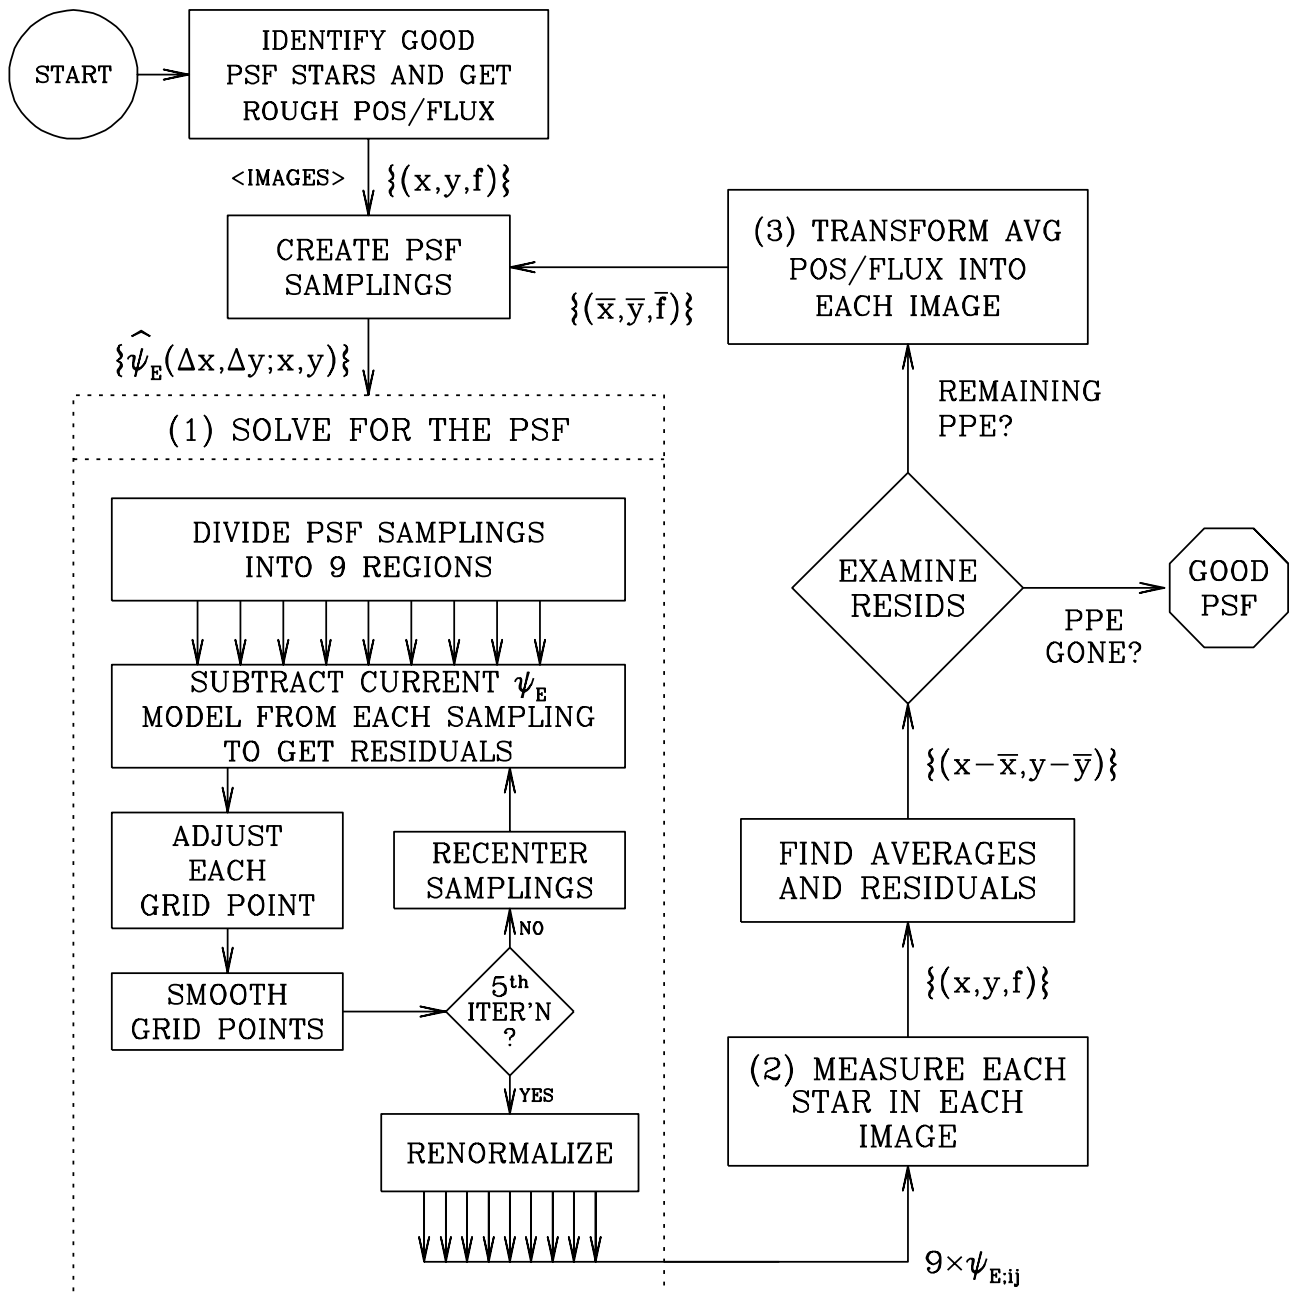 START
IDENTIFY GOOD
PSF STARS AND GET
ROUGH POS/FLUX
<IMAGES> {(x,y,f)}
CREATE PSF
SAMPLINGS
{ψ̂_E(Δx,Δy;x,y)}
(1) SOLVE FOR THE PSF
DIVIDE PSF SAMPLINGS
INTO 9 REGIONS
SUBTRACT CURRENT ψ_E
MODEL FROM EACH SAMPLING
TO GET RESIDUALS
ADJUST
EACH
GRID POINT
SMOOTH
GRID POINTS
RECENTER
SAMPLINGS
NO
5th
ITER'N
?
YES
RENORMALIZE
9×ψ_E;ij
(2) MEASURE EACH
STAR IN EACH
IMAGE
{(x,y,f)}
FIND AVERAGES
AND RESIDUALS
{(x−x̅,y−y̅)}
EXAMINE
RESIDS
PPE
GONE?
GOOD
PSF
REMAINING
PPE?
(3) TRANSFORM AVG
POS/FLUX INTO
EACH IMAGE
{(x̅,y̅,f̅)}